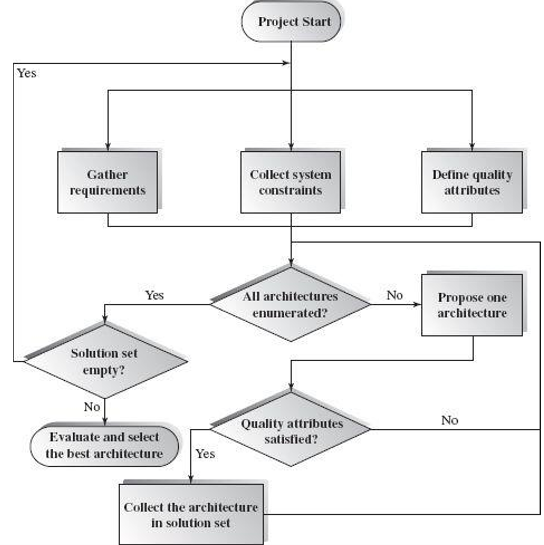 Project Start
Yes
Gather
requirements
Collect system
constraints
Define quality
attributes
Yes
All architectures
enumerated?
No
Propose one
architecture
Solution set
empty?
No
Quality attributes
satisfied?
No
Evaluate and select
the best architecture
Yes
Collect the architecture
in solution set